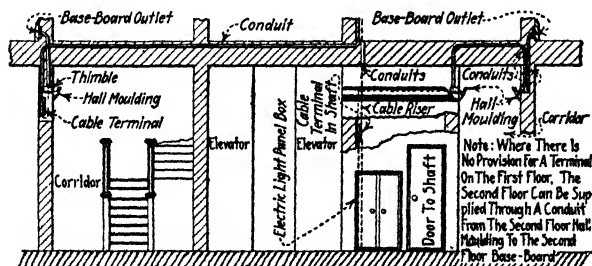 Base-Board Outlet
Conduit
Base-Board Outlet
Thimble
Hall Moulding
Cable Terminal
Conduits
Conduits
Cable Riser
Hall
Moulding
Corridor
Elevator
Elevator
Cable Terminal
In Shaft
Electric Light Panel Box
Corridor
Door To Shaft
Note: Where There Is
No Provision For A Terminal
On The First Floor, The
Second Floor Can Be Sup
plied Through A Conduit
From The Second Floor Hall
Moulding To The Second
Floor Base-Board